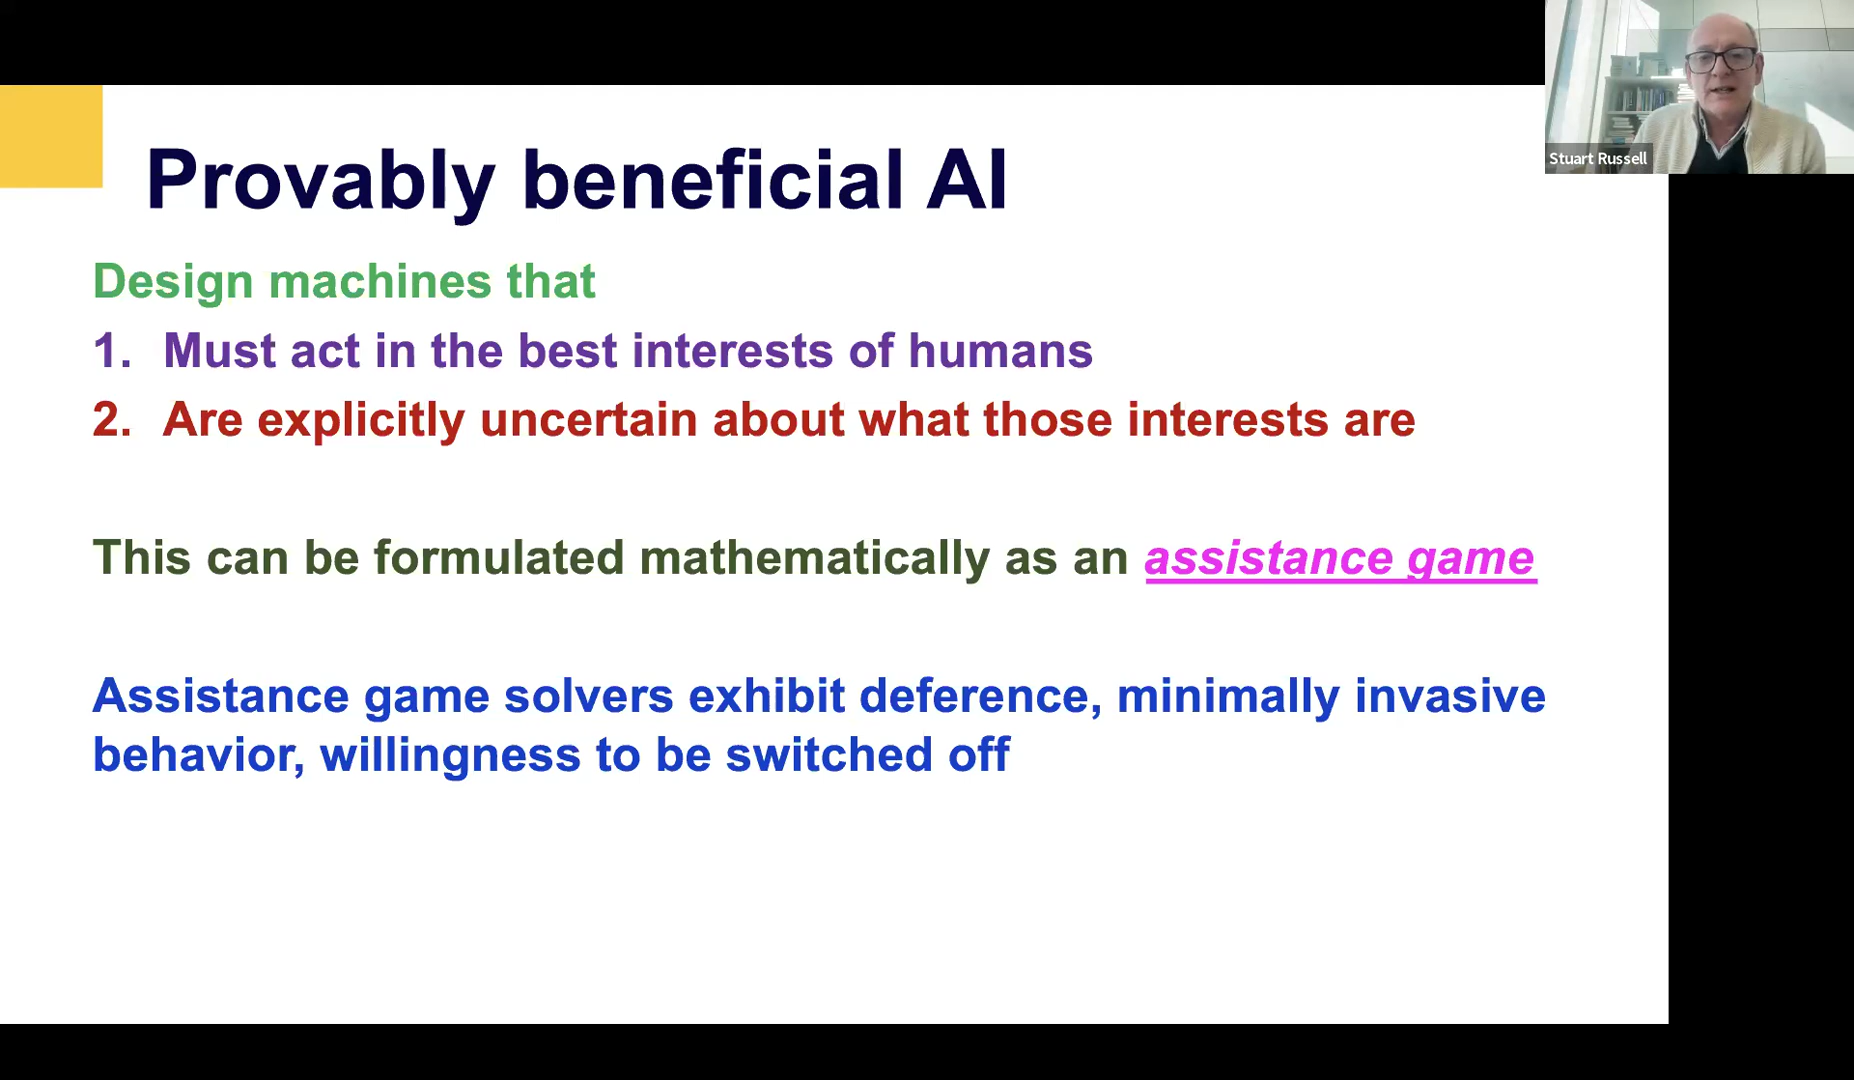 Provably beneficial AI
Stuart Russell
Design machines that
1. Must act in the best interests of humans
2. Are explicitly uncertain about what those interests are
This can be formulated mathematically as an assistance game
Assistance game solvers exhibit deference, minimally invasive
behavior, willingness to be switched off